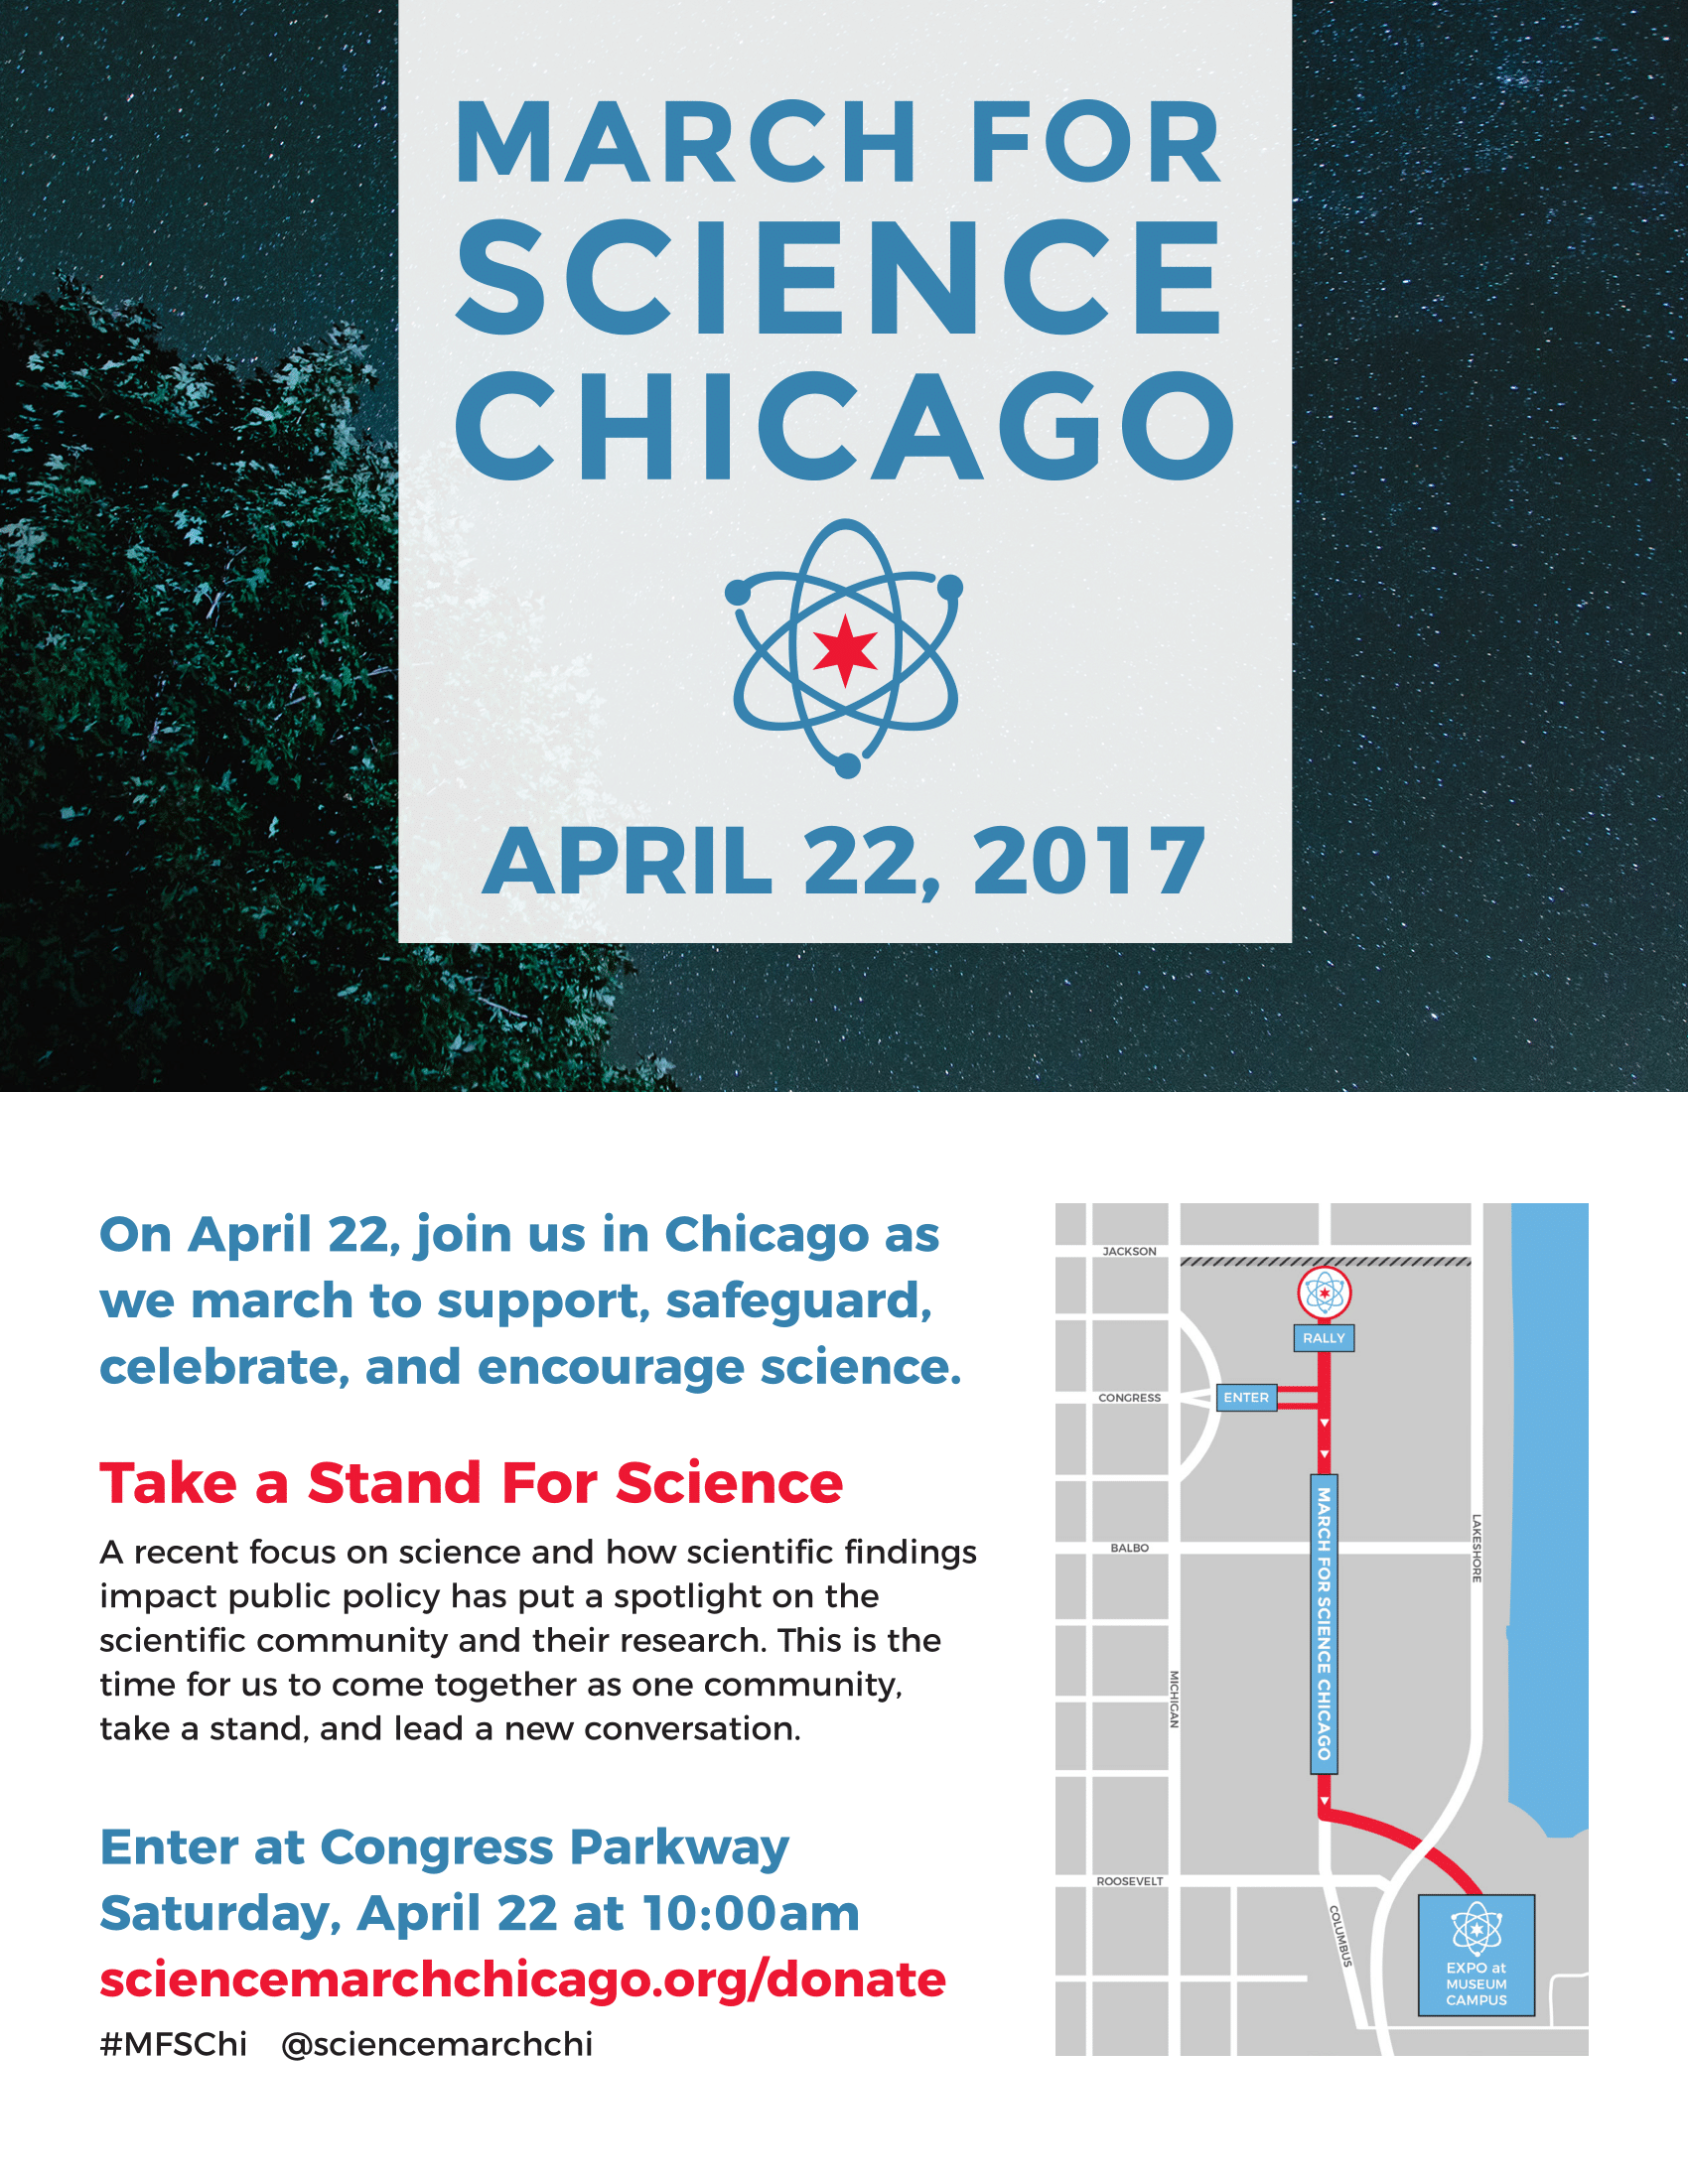 MARCH FOR
SCIENCE
CHICAGO
APRIL 22, 2017
On April 22, join us in Chicago as
we march to support, safeguard,
celebrate, and encourage science.
Take a Stand For Science
A recent focus on science and how scientific findings
impact public policy has put a spotlight on the
scientific community and their research. This is the
time for us to come together as one community,
take a stand, and lead a new conversation.
Enter at Congress Parkway
Saturday, April 22 at 10:00am
sciencemarchchicago.org/donate
#MFSChi @sciencemarchchi
JACKSON
RALLY
CONGRESS
ENTER
MARCH FOR SCIENCE CHICAGO
BALBO
LAKESHORE
MICHIGAN
ROOSEVELT
COLUMBUS
EXPO at
MUSEUM
CAMPUS